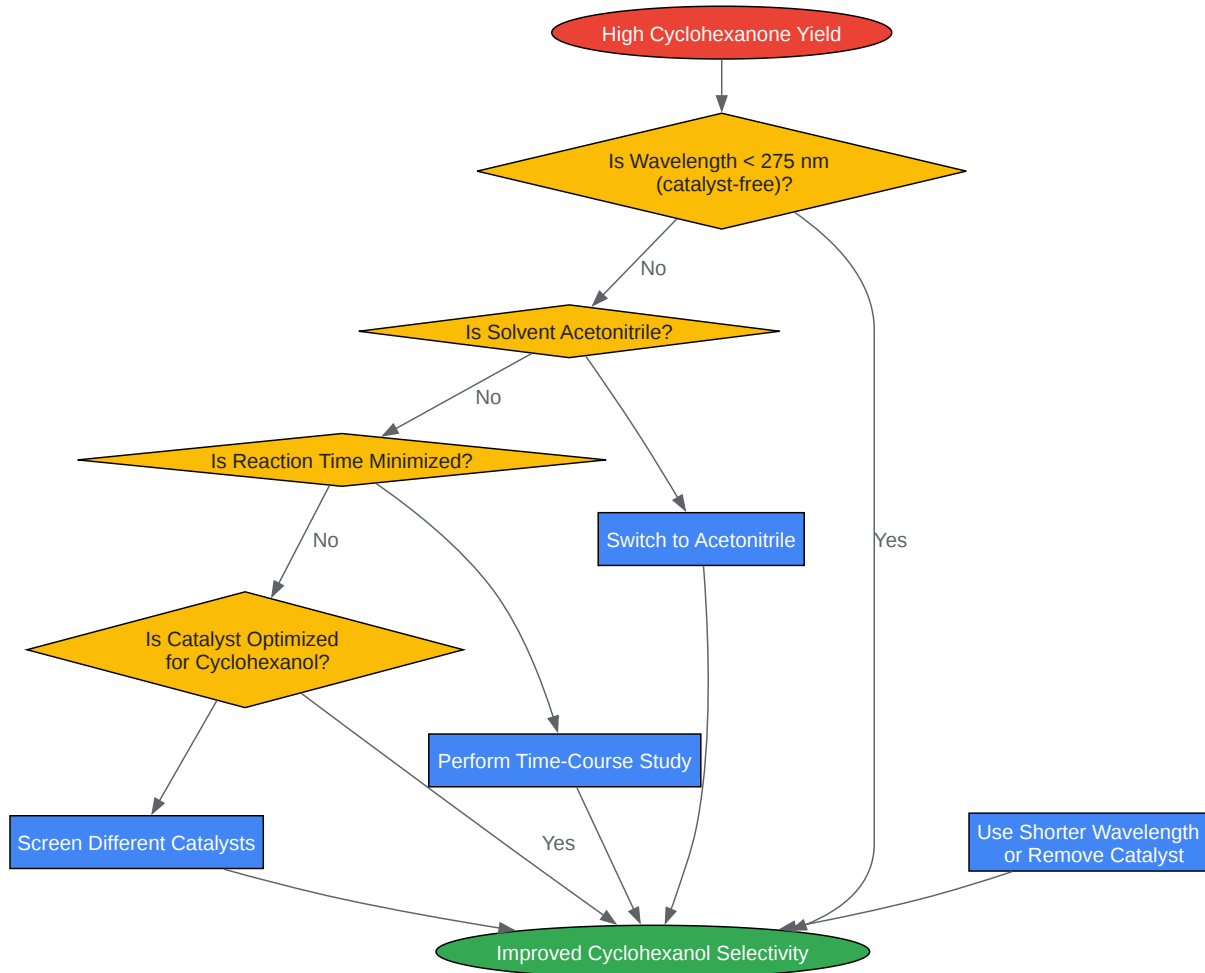 High Cyclohexanone Yield
Is Wavelength < 275 nm
(catalyst-free)?
No
Is Solvent Acetonitrile?
No
Is Reaction Time Minimized?
No
Switch to Acetonitrile
Yes
Is Catalyst Optimized
for Cyclohexanol?
Perform Time-Course Study
Screen Different Catalysts
Yes
Use Shorter Wavelength
or Remove Catalyst
Improved Cyclohexanol Selectivity